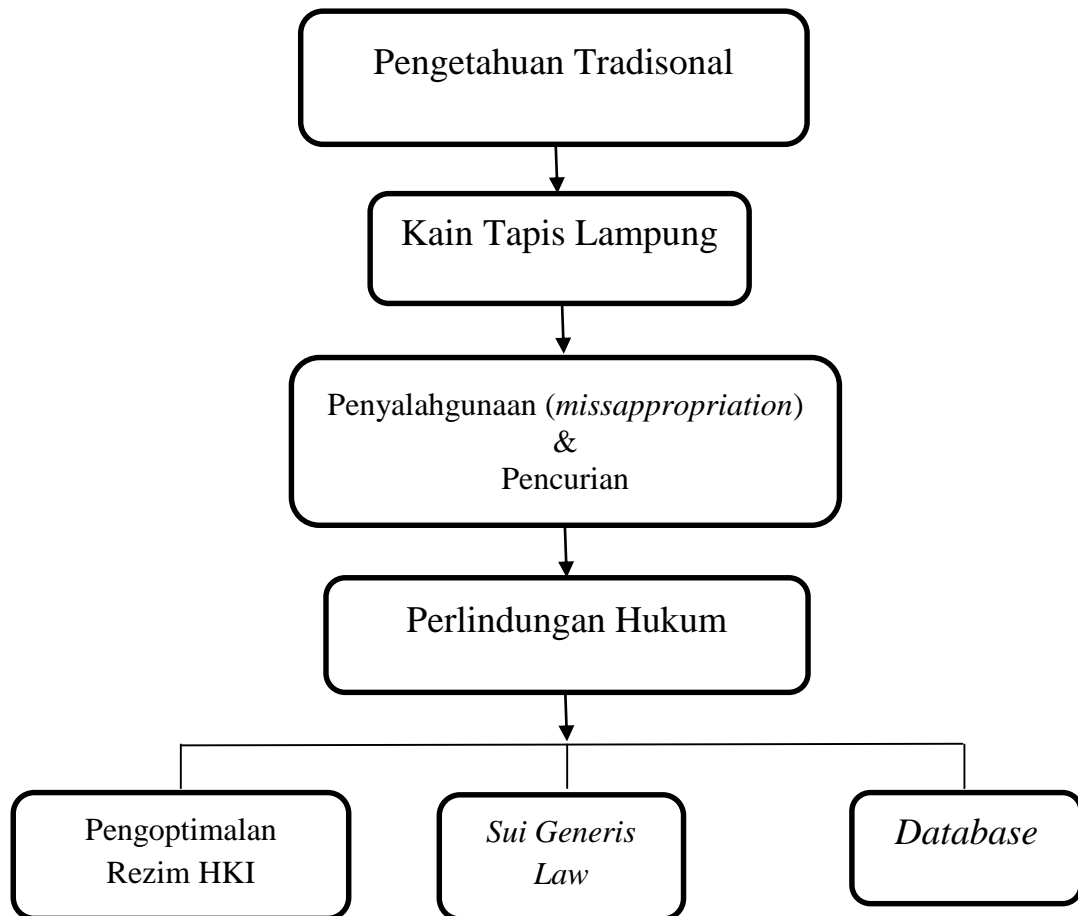 Pengetahuan Tradisonal
Kain Tapis Lampung
Penyalahgunaan (missappropriation)
&
Pencurian
Perlindungan Hukum
Pengoptimalan
Rezim HKI
Sui Generis
Law
Database